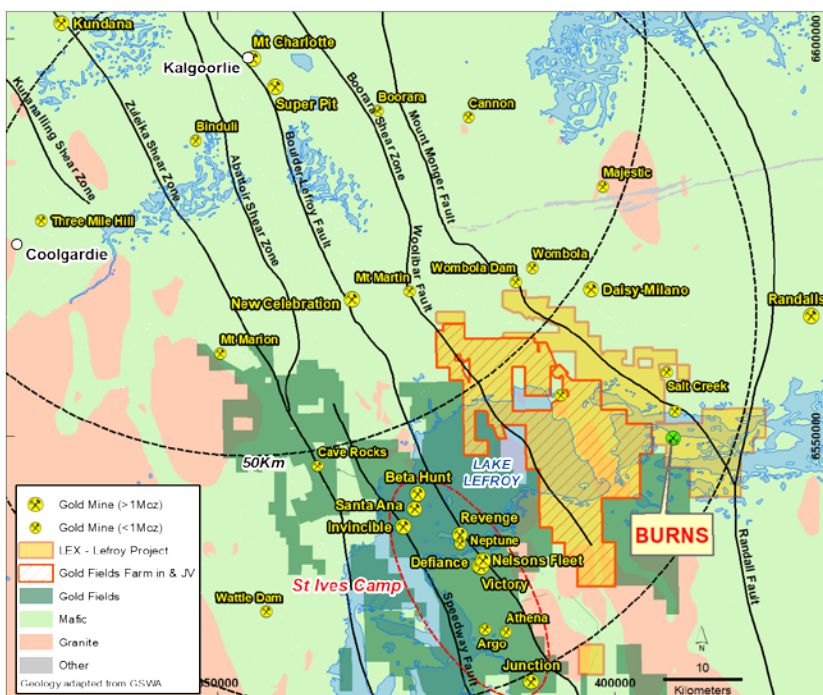 Kundana
Mt Charlotte
Kalgoorlie
Super Pit
Boorara
Cannon
Binduli
Kunanalling Shear Zone
Zuleika Shear Zone
Abattoir Shear Zone
Boulder-Lefroy Fault
Boorara Shear Zone
Mount Monger Fault
6600000
Majestic
Three Mile Hill
Coolgardie
Woolibar Fault
Wombola
Mt Martin
Wombola Dam
Daisy-Milano
New Celebration
Randalls
Mt Marion
Salt Creek
6550000
50Km
Cave Rocks
LAKE
LEFROY
Beta Hunt
Santa Ana
Invincible
Revenge
Neptune
BURNS
Defiance
Nelsons Fleet
Victory
St Ives Camp
Randall Fault
Wattle Dam
Speedway Fault
Athena
Argo
Junction
N
10
Kilometers
350000
400000
Gold Mine (>1Moz)
Gold Mine (<1Moz)
LEX - Lefroy Project
Gold Fields Farm in & JV
Gold Fields
Mafic
Granite
Other
Geology adapted from GSWA